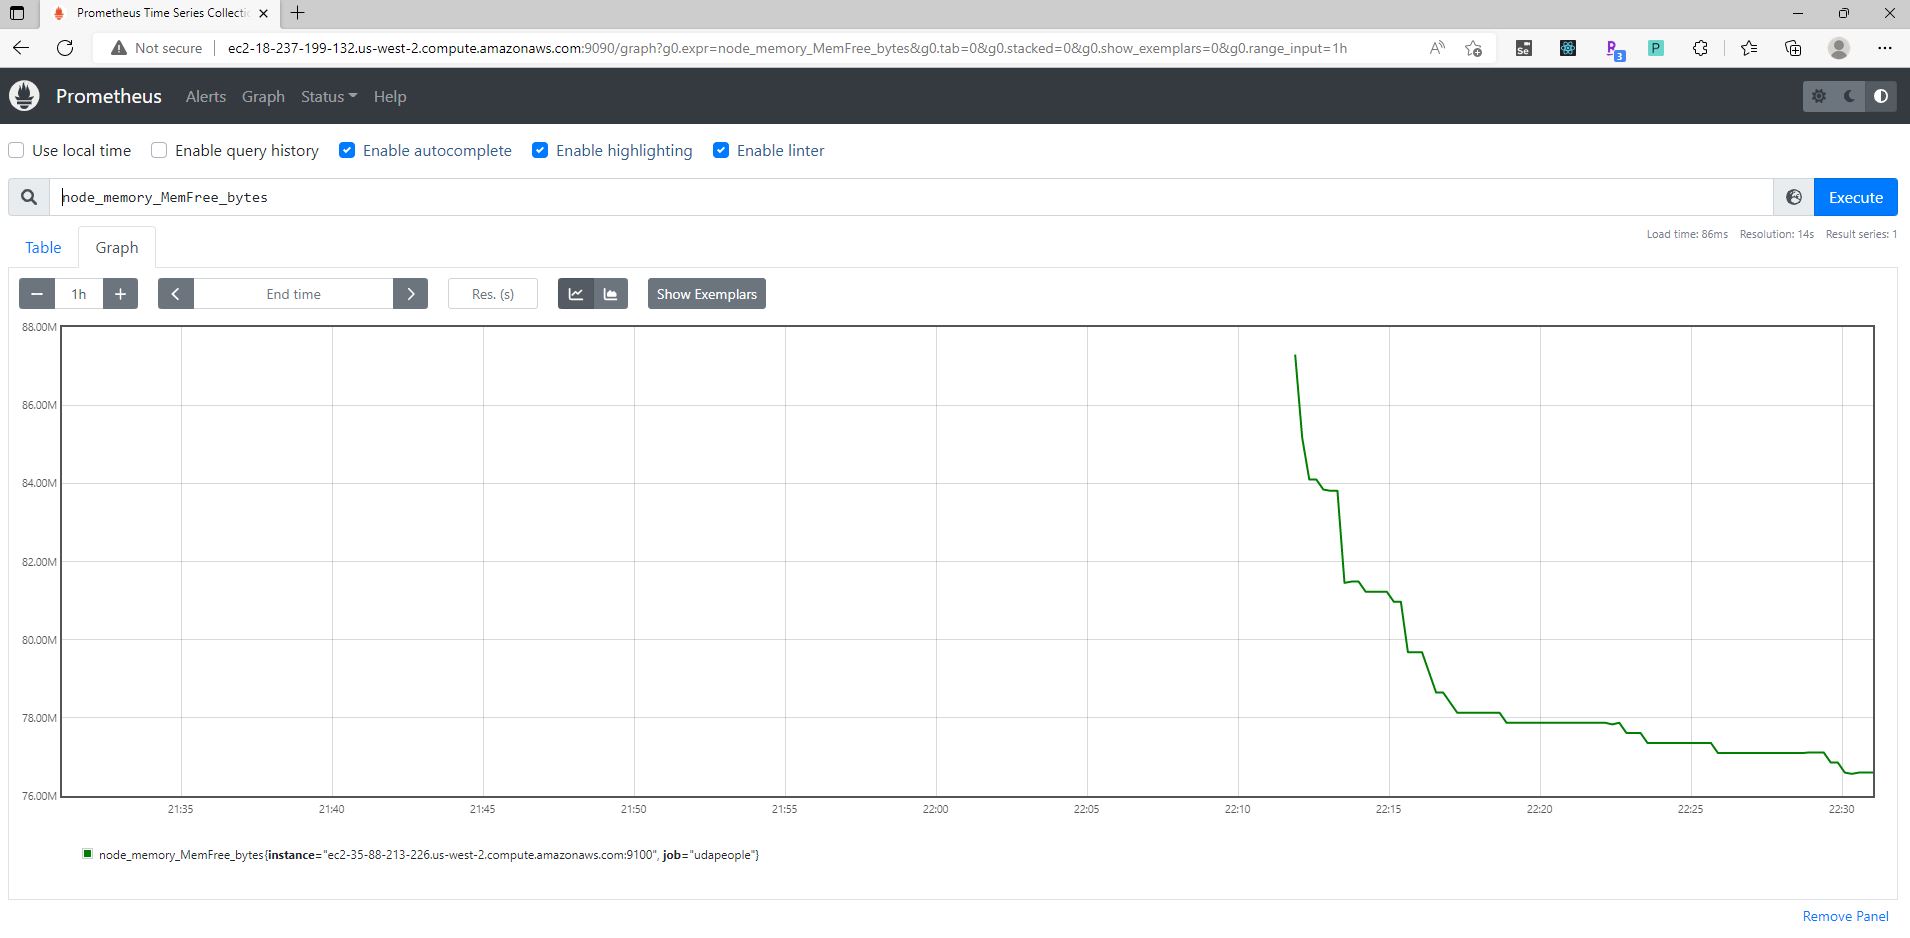 Prometheus Time Series Collecti
Not secure ec2-18-237-199-132.us-west-2.compute.amazonaws.com:9090/graph?g0.expr=node_memory_MemFree_bytes&g0.tab=0&g0.stacked=0&g0.show_exemplars=0&g0.range_input=1h
A
Se
3
P
Prometheus Alerts Graph Status Help
Use local time Enable query history Enable autocomplete Enable highlighting Enable linter
node_memory_MemFree_bytes Execute
Load time: 86ms Resolution: 14s Result series: 1
Table Graph
1h End time Res. (s) Show Exemplars
88.00M
86.00M
84.00M
82.00M
80.00M
78.00M
76.00M
21:35 21:40 21:45 21:50 21:55 22:00 22:05 22:10 22:15 22:20 22:25 22:30
node_memory_MemFree_bytes{instance="ec2-35-88-213-226.us-west-2.compute.amazonaws.com:9100", job="udapeople"}
Remove Panel